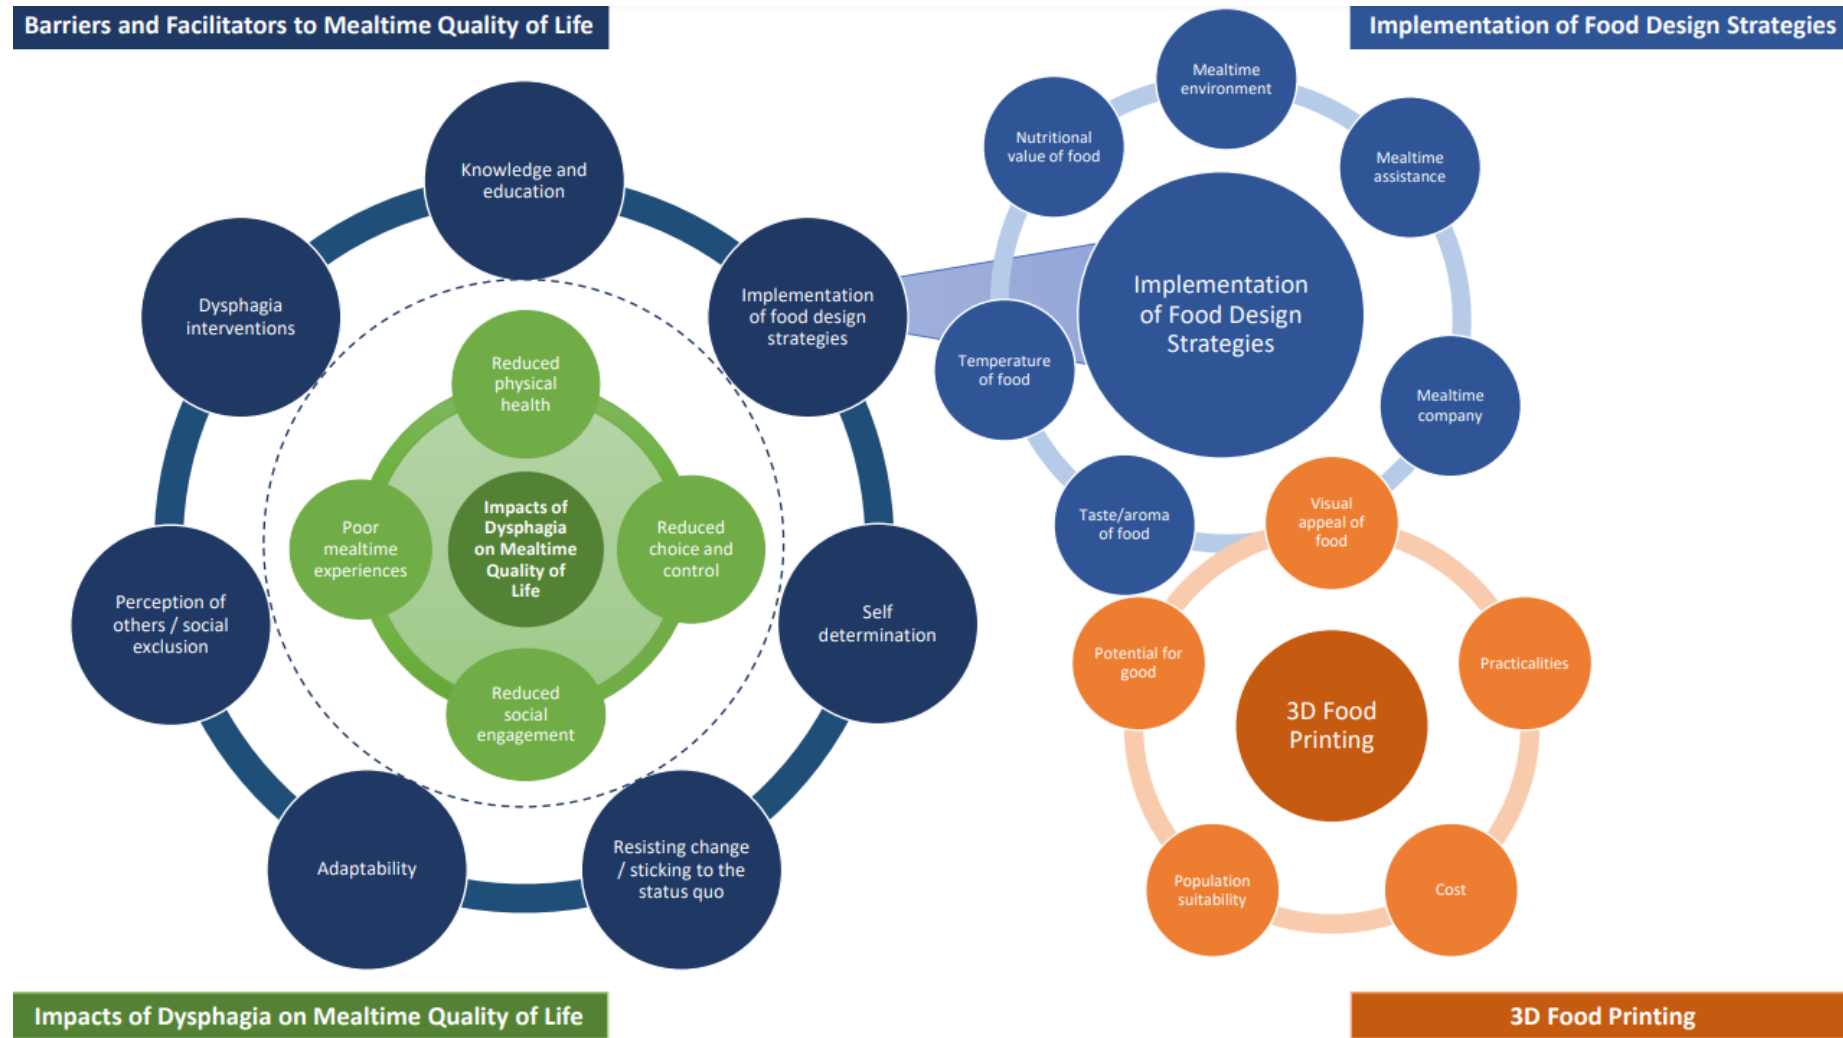 Barriers and Facilitators to Mealtime Quality of Life
Implementation of Food Design Strategies
Knowledge and
education
Implementation
of food design
strategies
Self
determination
Resisting change
/ sticking to the
status quo
Adaptability
Perception of
others / social
exclusion
Dysphagia
interventions
Reduced
physical
health
Reduced
choice and
control
Reduced
social
engagement
Poor
mealtime
experiences
Impacts of
Dysphagia
on Mealtime
Quality of
Life
Mealtime
environment
Mealtime
assistance
Mealtime
company
Visual
appeal of
food
Taste/aroma
of food
Temperature
of food
Nutritional
value of food
Implementation
of Food Design
Strategies
Practicalities
Cost
Population
suitability
Potential for
good
3D Food
Printing
Impacts of Dysphagia on Mealtime Quality of Life
3D Food Printing